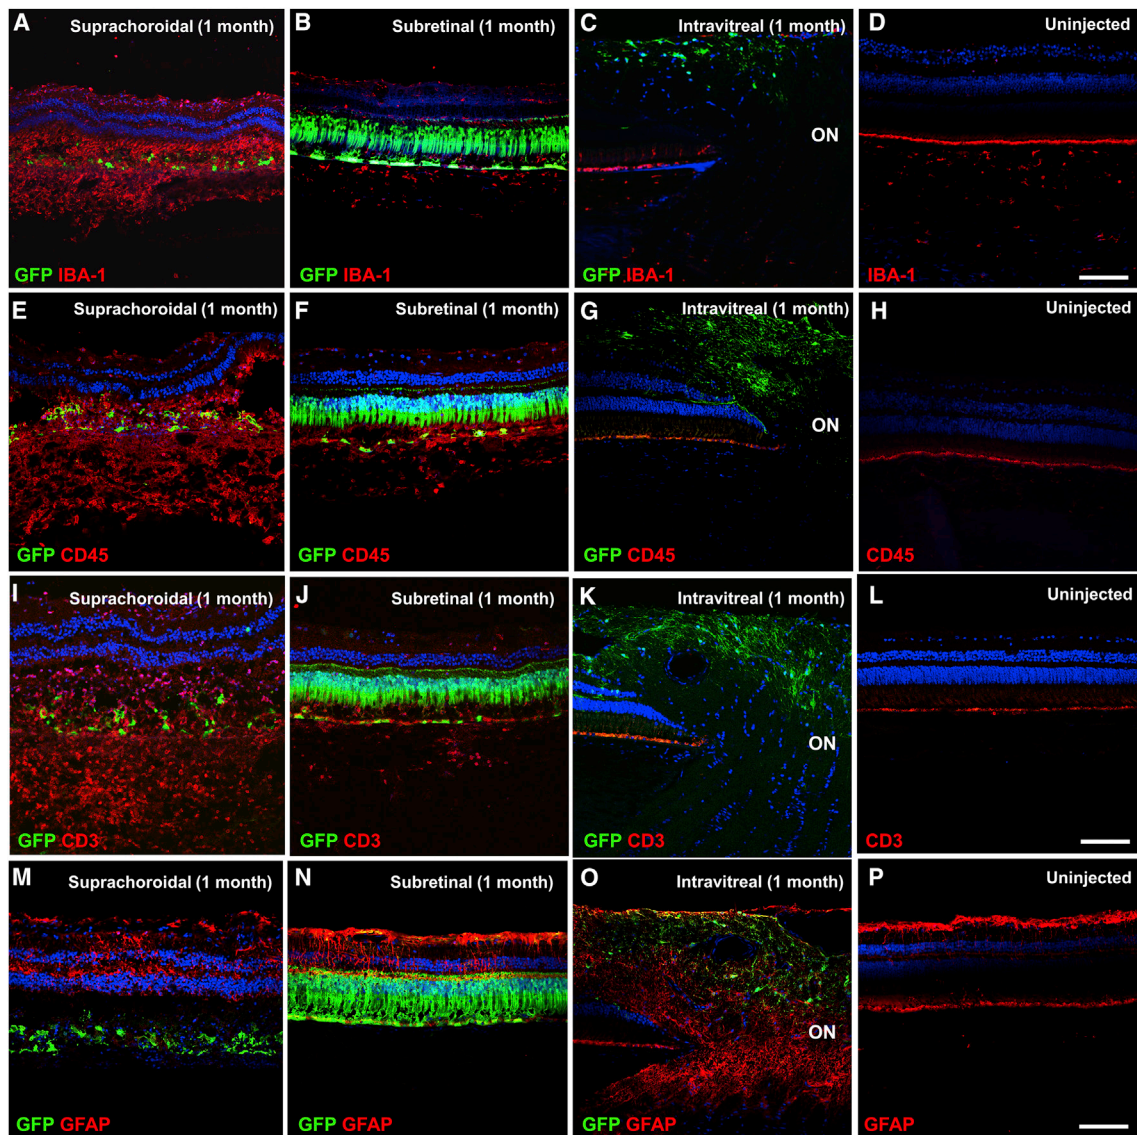 A Suprachoroidal (1 month)
GFP IBA-1
B Subretinal (1 month)
GFP IBA-1
C Intravitreal (1 month)
ON
GFP IBA-1
D Uninjected
IBA-1
E Suprachoroidal (1 month)
GFP CD45
F Subretinal (1 month)
GFP CD45
G Intravitreal (1 month)
ON
GFP CD45
H Uninjected
CD45
I Suprachoroidal (1 month)
GFP CD3
J Subretinal (1 month)
GFP CD3
K Intravitreal (1 month)
ON
GFP CD3
L Uninjected
CD3
M Suprachoroidal (1 month)
GFP GFAP
N Subretinal (1 month)
GFP GFAP
O Intravitreal (1 month)
ON
GFP GFAP
P Uninjected
GFAP